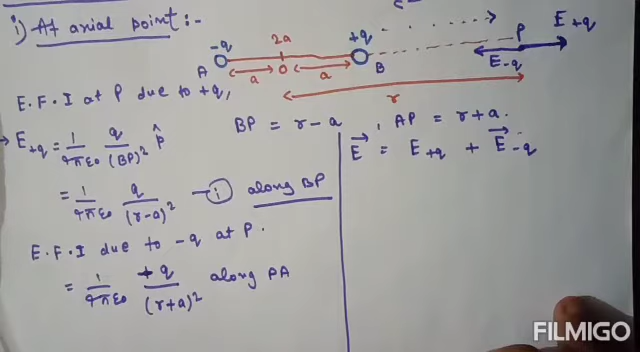 i) At axial point:-
-q 2a +q P E+q
A a O a B E-q
r
E.F.I at P due to +q,
BP = r-a, AP = r+a.
→ E+q = 1/4πε0 q/(BP)² p̂
= 1/4πε0 q/(r-a)² —(i) along BP
E.F.I due to -q at P.
= 1/4πε0 +q/(r+a)² along PA
E⃗ = E+q + E⃗-q
FILMIGO